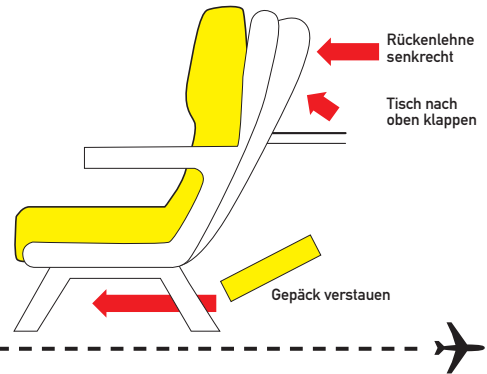 Rückenlehne
senkrecht
Tisch nach
oben klappen
Gepäck verstauen